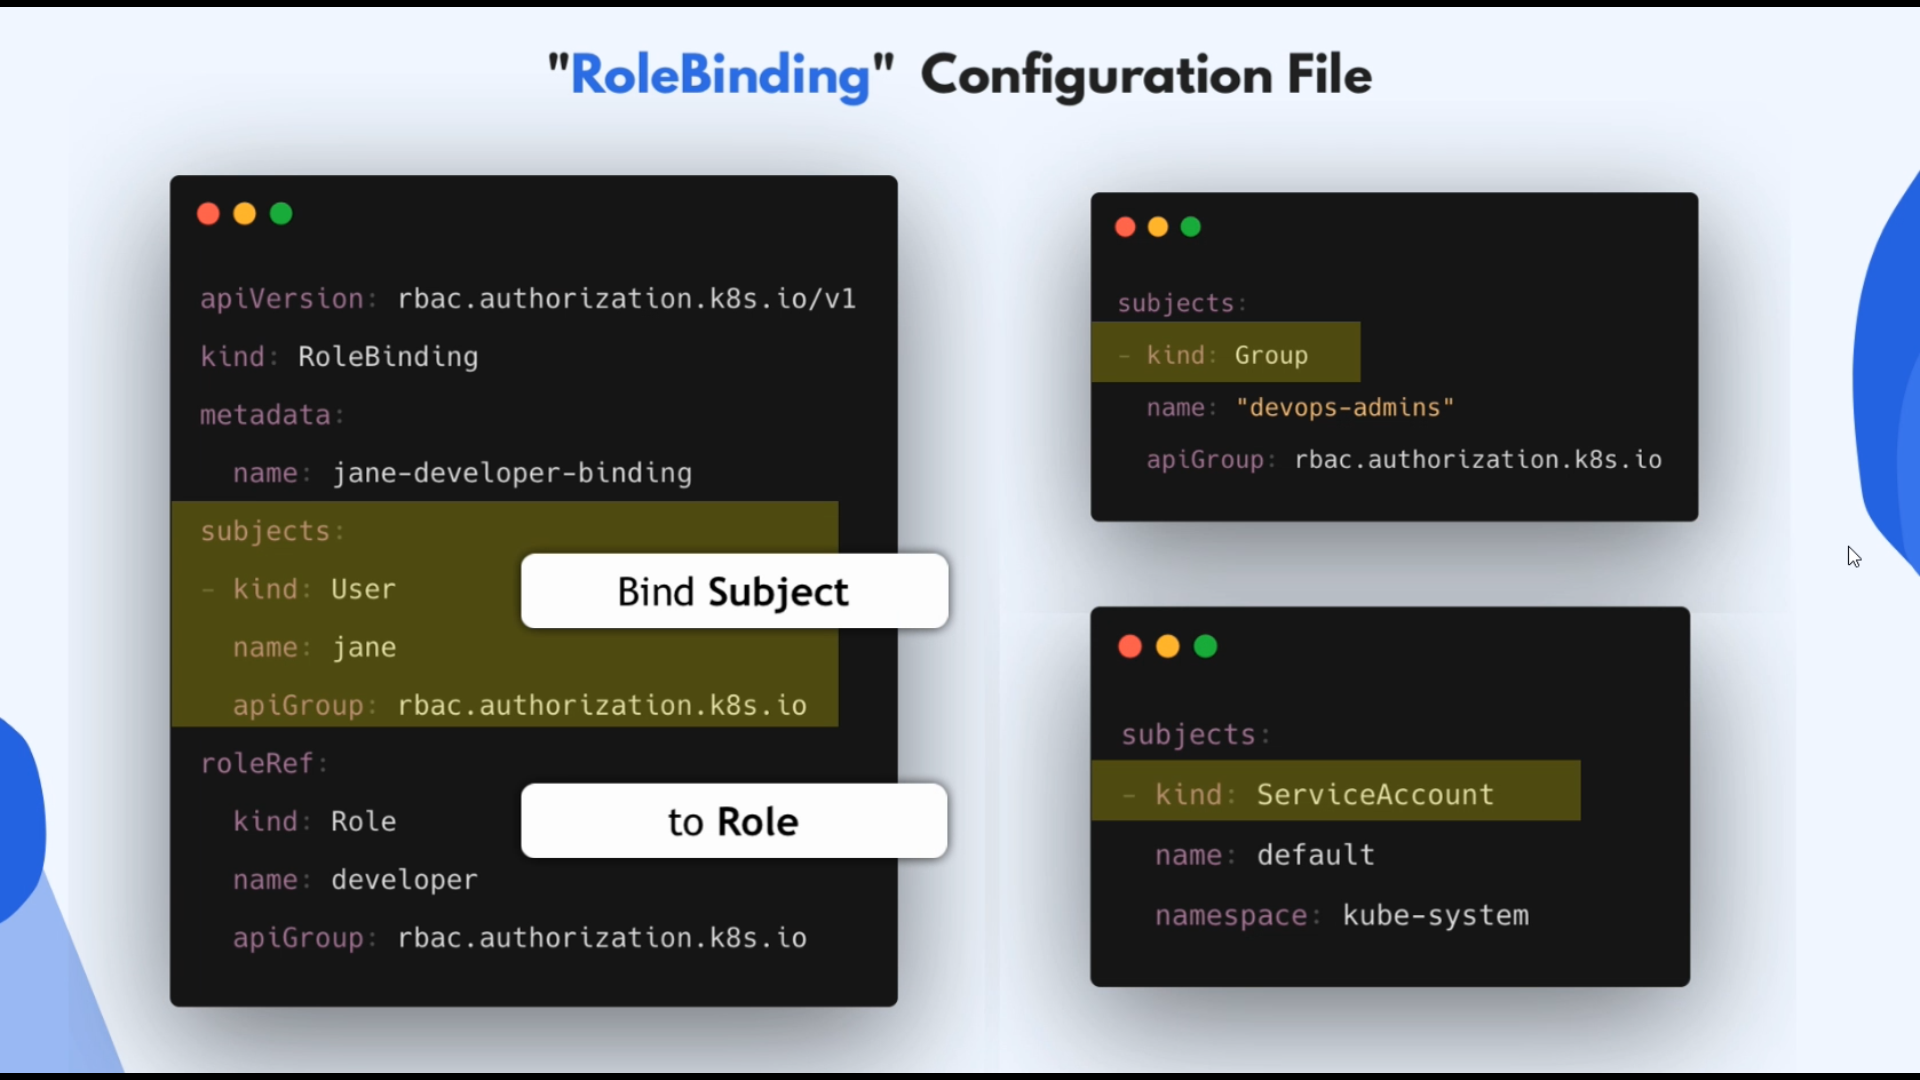 "RoleBinding" Configuration File
apiVersion: rbac.authorization.k8s.io/v1
kind: RoleBinding
metadata:
  name: jane-developer-binding
subjects:
- kind: User
  name: jane
  apiGroup: rbac.authorization.k8s.io
roleRef:
  kind: Role
  name: developer
  apiGroup: rbac.authorization.k8s.io
Bind Subject
to Role
subjects:
- kind: Group
  name: "devops-admins"
  apiGroup: rbac.authorization.k8s.io
subjects:
- kind: ServiceAccount
  name: default
  namespace: kube-system